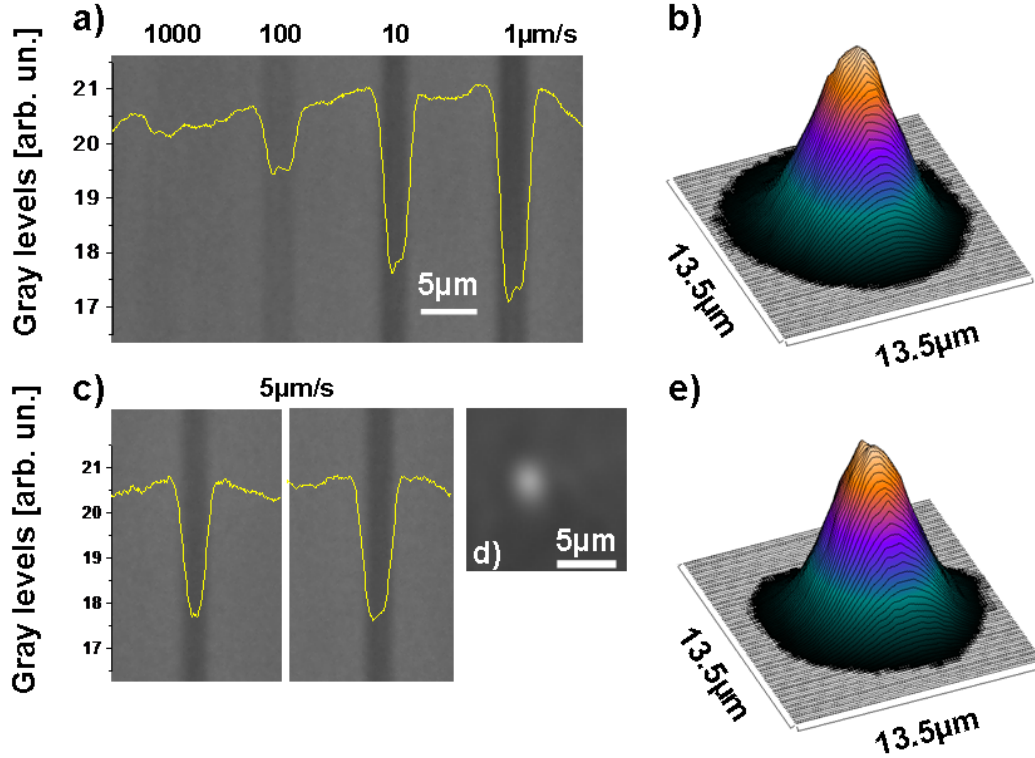 a)
1000 100 10 1µm/s
Gray levels [arb. un.]
21
20
19
18
17
5µm
b)
13.5µm
13.5µm
c)
5µm/s
Gray levels [arb. un.]
21
20
19
18
17
d)
5µm
e)
13.5µm
13.5µm